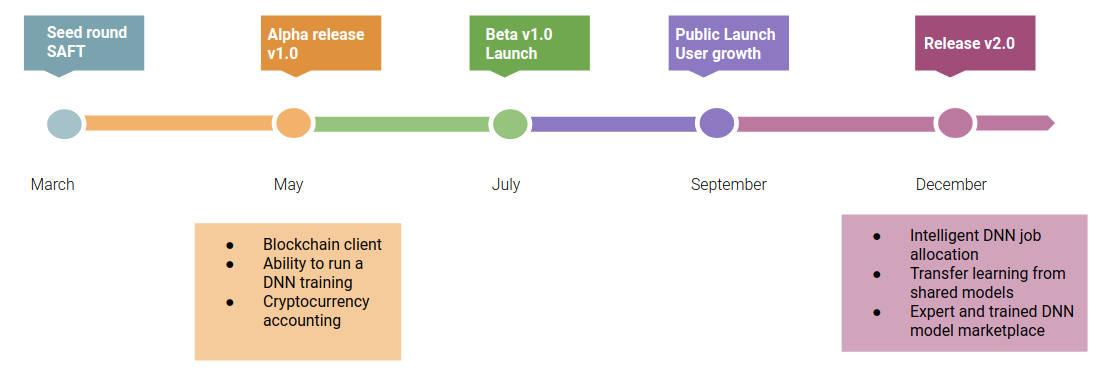 Seed round
SAFT
Alpha release
v1.0
Beta v1.0
Launch
Public Launch
User growth
Release v2.0
March
May
July
September
December
● Blockchain client
● Ability to run a
DNN training
● Cryptocurrency
accounting
● Intelligent DNN job
allocation
● Transfer learning from
shared models
● Expert and trained DNN
model marketplace